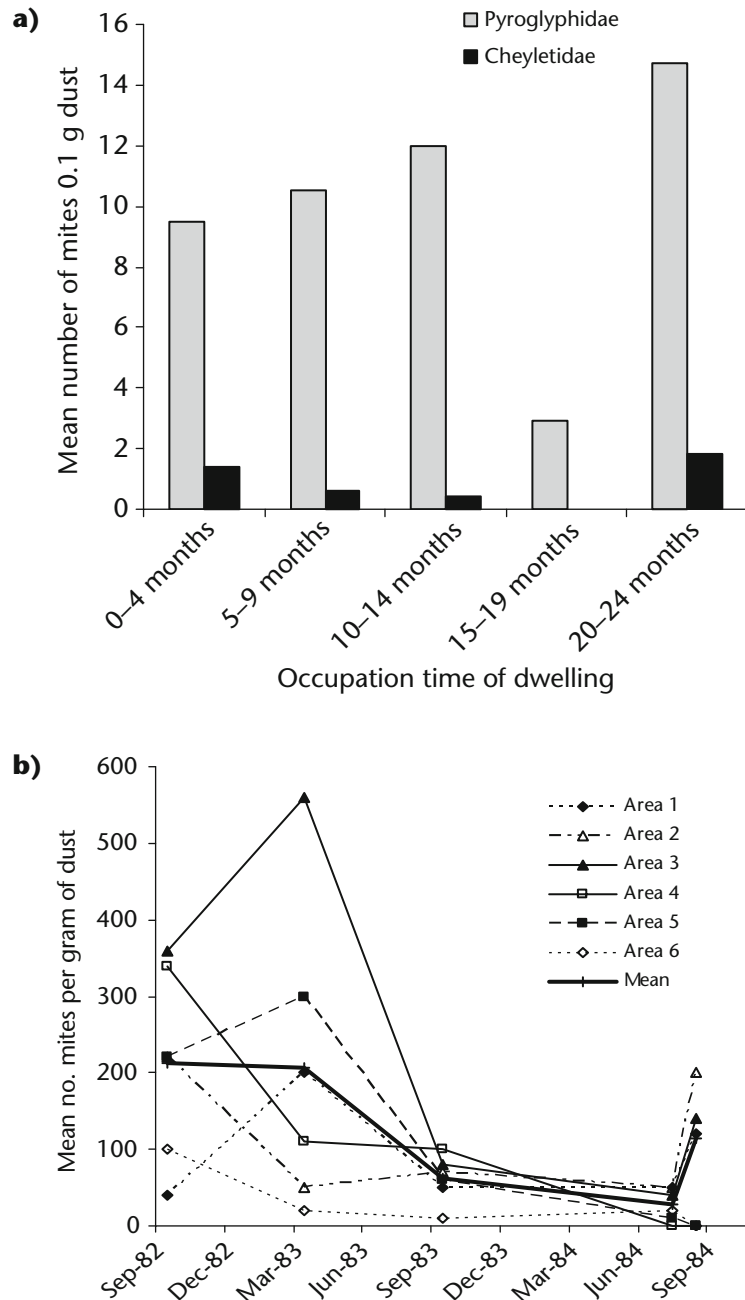 a)
Pyroglyphidae
Cheyletidae
Mean number of mites 0.1 g dust
16
14
12
10
8
6
4
2
0
0–4 months
5–9 months
10–14 months
15–19 months
20–24 months
Occupation time of dwelling
b)
Mean no. mites per gram of dust
600
500
400
300
200
100
0
Area 1
Area 2
Area 3
Area 4
Area 5
Area 6
Mean
Sep-82
Dec-82
Mar-83
Jun-83
Sep-83
Dec-83
Mar-84
Jun-84
Sep-84